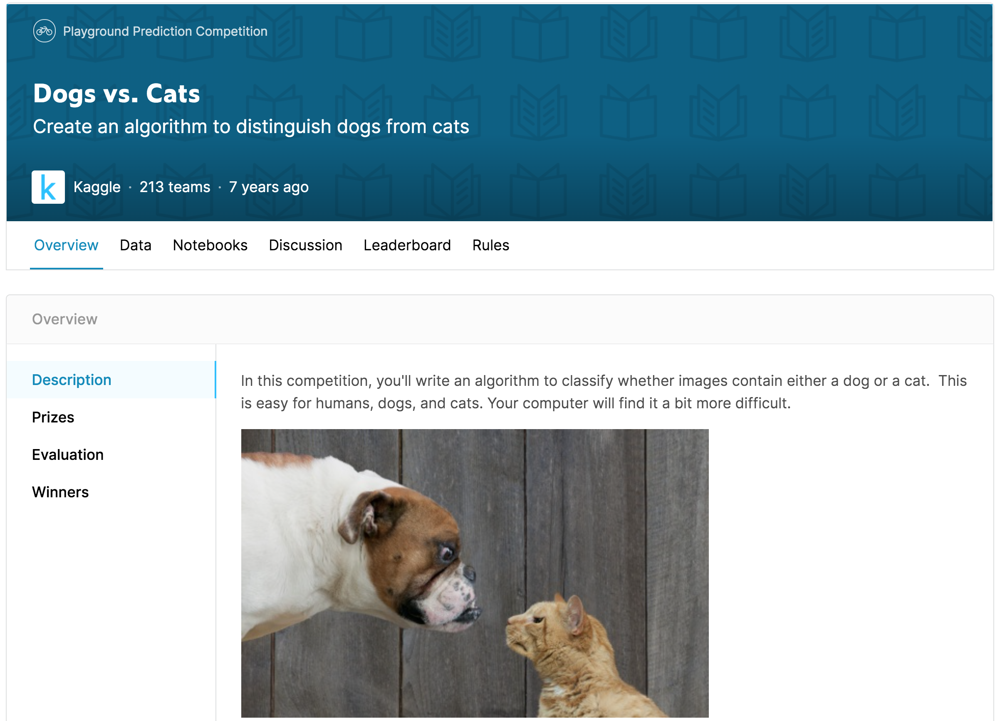 Playground Prediction Competition
Dogs vs. Cats
Create an algorithm to distinguish dogs from cats
k
Kaggle · 213 teams · 7 years ago
Overview Data Notebooks Discussion Leaderboard Rules
Overview
Description
Prizes
Evaluation
Winners
In this competition, you'll write an algorithm to classify whether images contain either a dog or a cat.  This
is easy for humans, dogs, and cats. Your computer will find it a bit more difficult.